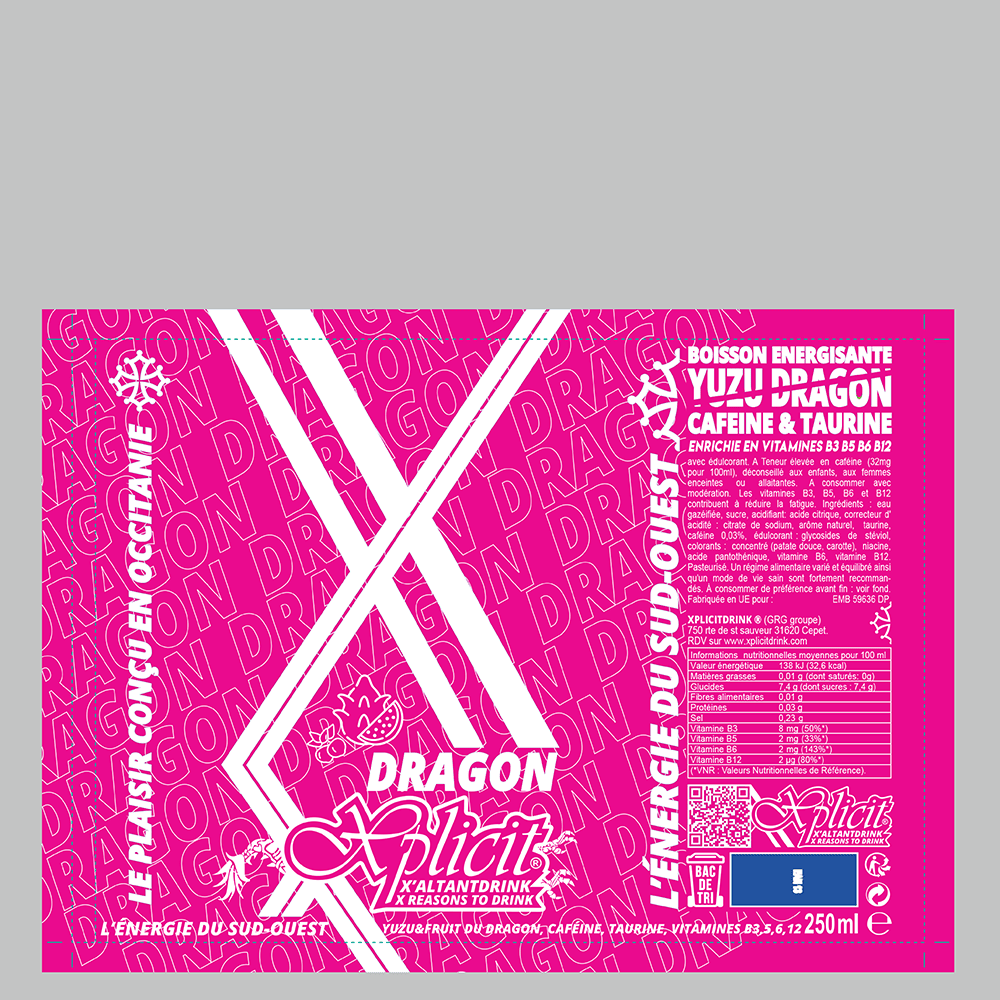 LE PLAISIR CONÇU EN OCCITANIE
DRAGON
Xplicit®
X'ALTANTDRINK
X REASONS TO DRINK
L'ÉNERGIE DU SUD-OUEST
YUZU&FRUIT DU DRAGON, CAFÉINE, TAURINE, VITAMINES B3,5,6,12
L'ÉNERGIE DU SUD-OUEST
BOISSON ENERGISANTE
YUZU DRAGON
CAFEINE & TAURINE
ENRICHIE EN VITAMINES B3 B5 B6 B12
avec édulcorant. A Teneur élevée en caféine (32mg
pour 100ml), déconseillé aux enfants, aux femmes
enceintes ou allaitantes. A consommer avec
modération. Les vitamines B3, B5, B6 et B12
contribuent à réduire la fatigue. Ingrédients : eau
gazéifiée, sucre, acidifiant: acide citrique, correcteur d'
acidité : citrate de sodium, arôme naturel, taurine,
caféine 0,03%, édulcorant : glycosides de stéviol,
colorants : concentré (patate douce, carotte), niacine,
acide pantothénique, vitamine B6, vitamine B12.
Pasteurisé. Un régime alimentaire varié et équilibré ainsi
qu'un mode de vie sain sont fortement recomman-
dés. À consommer de préférence avant fin : voir fond.
Fabriquée en UE pour : EMB 59636 DP
XPLICITDRINK ® (GRG groupe)
750 rte de st sauveur 31620 Cepet.
RDV sur www.xplicitdrink.com
Informations nutritionnelles moyennes pour 100 ml
Valeur énergétique 138 kJ (32,6 kcal)
Matières grasses 0,01 g (dont saturés: 0g)
Glucides 7,4 g (dont sucres : 7,4 g)
Fibres alimentaires 0,01 g
Protéines 0,03 g
Sel 0,23 g
Vitamine B3 8 mg (50%*)
Vitamine B5 2 mg (33%*)
Vitamine B6 2 mg (143%*)
Vitamine B12 2 µg (80%*)
(*VNR : Valeurs Nutritionnelles de Référence).
Xplicit®
X'ALTANTDRINK
X REASONS TO DRINK
BAC
DE
TRI
250 ml ℮